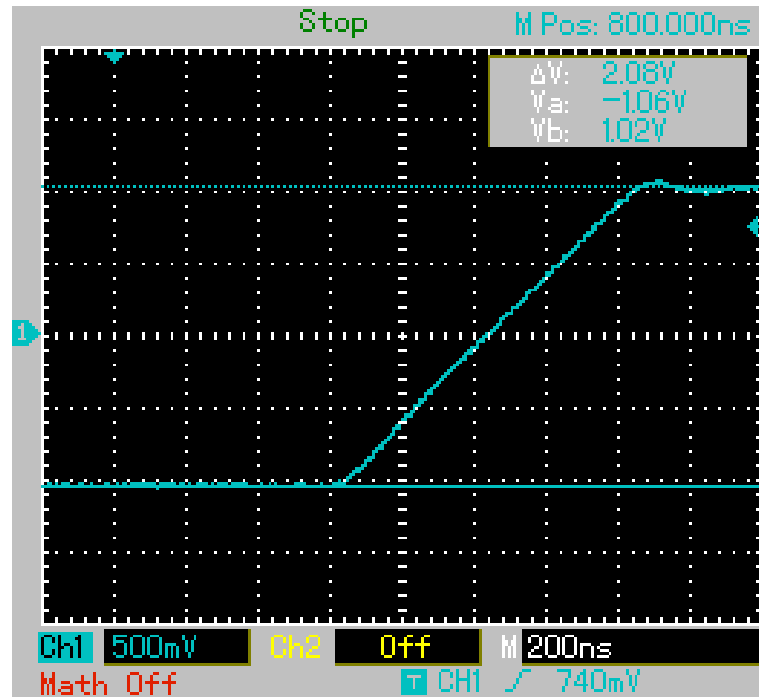 Stop M Pos: 800.000ns
ΔV: 2.08V
Va: -1.06V
Vb: 1.02V
1
Ch1 500mV Ch2 Off M 200ns
Math Off T CH1 740mV